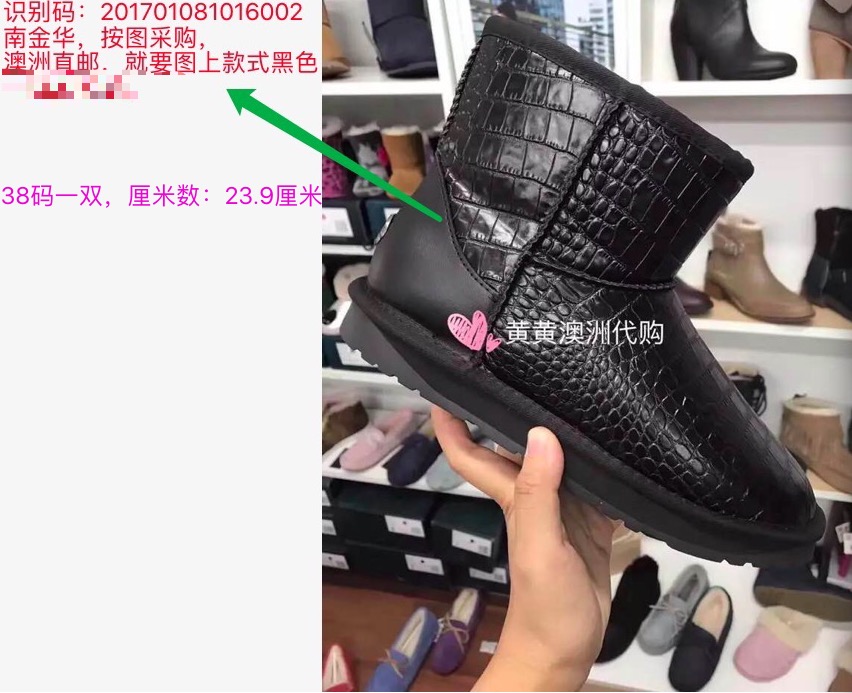 识别码：201701081016002
南金华，按图采购，
澳洲直邮，就要图上款式黑色
38码一双，厘米数：23.9厘米
黄黄澳洲代购